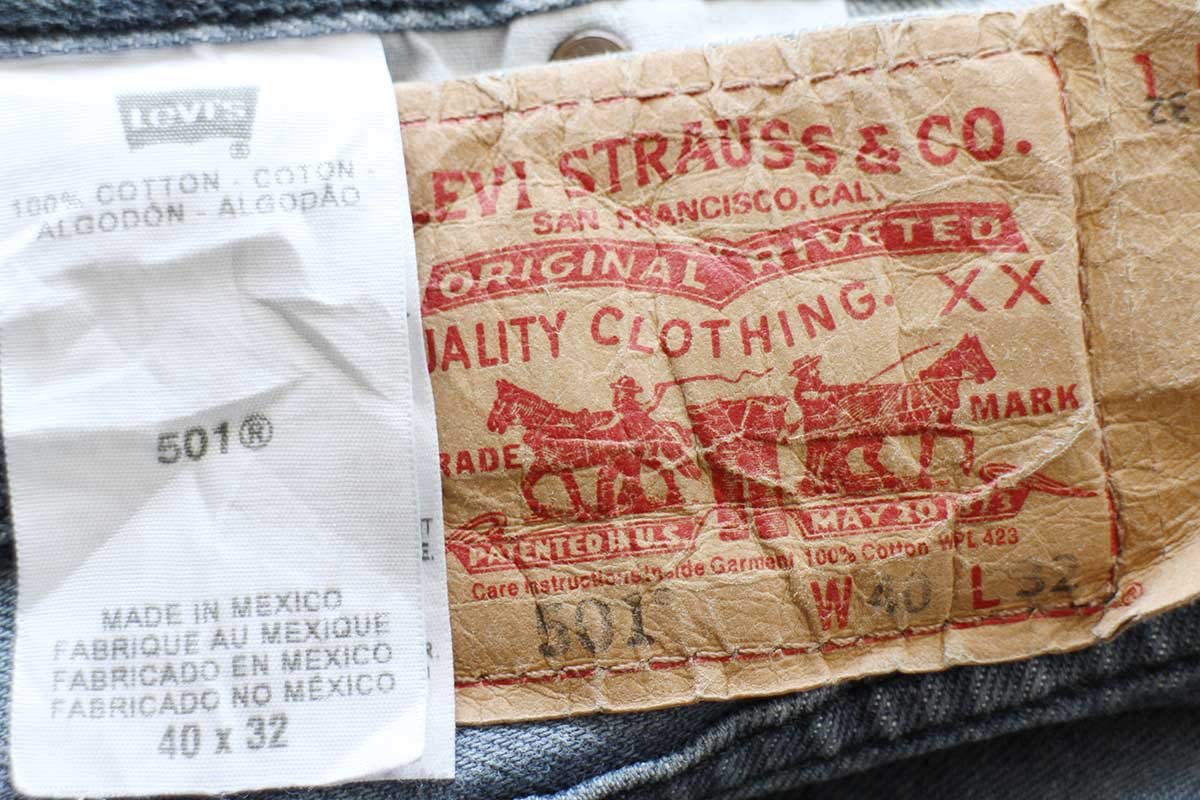 Levi's
®
100% COTTON - COTON -
ALGODÓN - ALGODÃO
501®
MADE IN MEXICO
FABRIQUE AU MEXIQUE
FABRICADO EN MEXICO
FABRICADO NO MÉXICO
40 x 32
LEVI STRAUSS & CO.
SAN FRANCISCO, CAL.
ORIGINAL RIVETED
UALITY CLOTHING. XX
RADE MARK
PATENTED IN U.S. MAY 20
Care Instructions Inside Garment 100% Cotton WPL 423
501® W 40 L 32
®